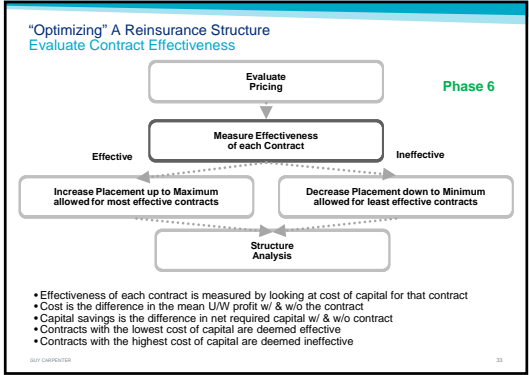 “Optimizing” A Reinsurance Structure
Evaluate Contract Effectiveness
Evaluate
Pricing
Phase 6
Measure Effectiveness
of each Contract
Effective
Ineffective
Increase Placement up to Maximum
allowed for most effective contracts
Decrease Placement down to Minimum
allowed for least effective contracts
Structure
Analysis
•Effectiveness of each contract is measured by looking at cost of capital for that contract
•Cost is the difference in the mean U/W profit w/ & w/o the contract
•Capital savings is the difference in net required capital w/ & w/o contract
•Contracts with the lowest cost of capital are deemed effective
•Contracts with the highest cost of capital are deemed ineffective
GUY CARPENTER
33